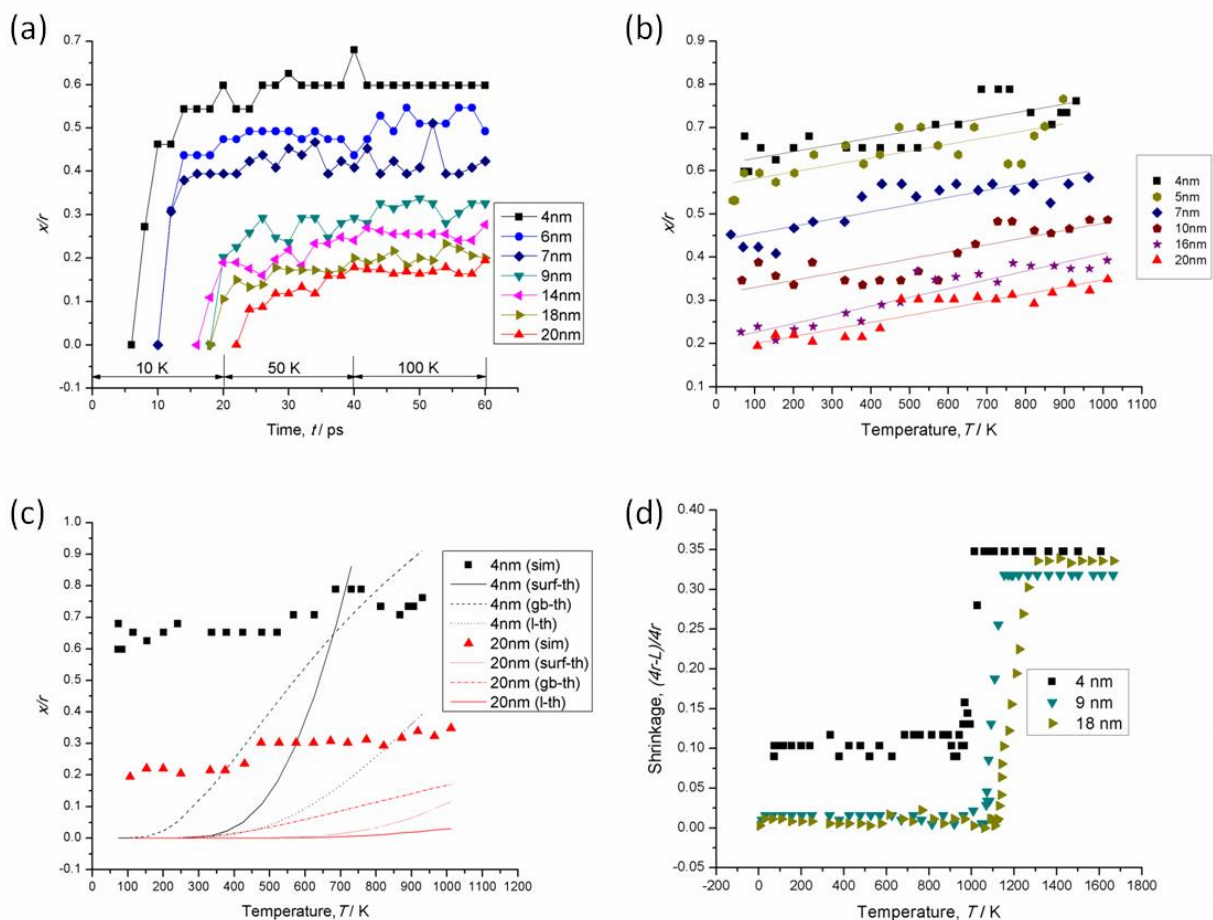 (a)
0.7
0.6
0.5
0.4
0.3
0.2
0.1
0.0
-0.1
x/r
4nm
6nm
7nm
9nm
14nm
18nm
20nm
10 K
50 K
100 K
0 10 20 30 40 50 60
Time, t / ps
(b)
0.9
0.8
0.7
0.6
0.5
0.4
0.3
0.2
0.1
x/r
4nm
5nm
7nm
10nm
16nm
20nm
0 100 200 300 400 500 600 700 800 900 1000 1100
Temperature, T / K
(c)
1.0
0.9
0.8
0.7
0.6
0.5
0.4
0.3
0.2
0.1
0.0
-0.1
x/r
4nm (sim)
4nm (surf-th)
4nm (gb-th)
4nm (l-th)
20nm (sim)
20nm (surf-th)
20nm (gb-th)
20nm (l-th)
0 100 200 300 400 500 600 700 800 900 1000 1100 1200
Temperature, T / K
(d)
0.40
0.35
0.30
0.25
0.20
0.15
0.10
0.05
0.00
-0.05
Shrinkage, (4r-L)/4r
4 nm
9 nm
18 nm
-200 0 200 400 600 800 1000 1200 1400 1600 1800
Temperature, T / K